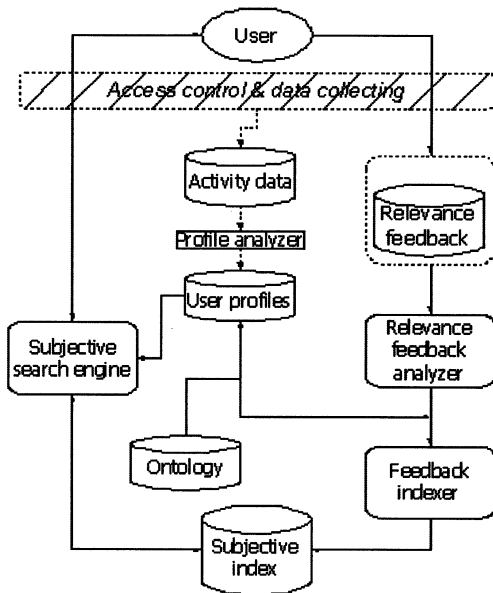 User
Access control & data collecting
Activity data
Relevance
feedback
Profile analyzer
User profiles
Subjective
search engine
Relevance
feedback
analyzer
Ontology
Feedback
indexer
Subjective
index